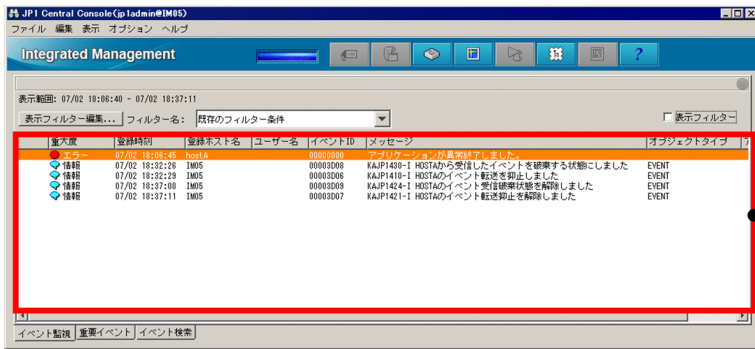 JP1 Central Console(jp1admin@IM05)
ファイル 編集 表示 オプション ヘルプ
Integrated Management
?
表示範囲: 07/02 18:06:40 - 07/02 18:37:11
表示フィルター編集... フィルター名: 既存のフィルター条件 表示フィルター
重大度 登録時刻 登録ホスト名 ユーザー名 イベントID メッセージ オブジェクトタイプ ア
エラー 07/02 18:06:45 hostA 00000000 アプリケーションが異常終了しました。
情報 07/02 18:32:26 IM05 00003D08 KAJP1430-I HOSTAから受信したイベントを破棄する状態にしました EVENT
情報 07/02 18:32:29 IM05 00003D06 KAJP1410-I HOSTAのイベント転送を抑止しました EVENT
情報 07/02 18:37:08 IM05 00003D09 KAJP1424-I HOSTAのイベント受信破棄状態を解除しました EVENT
情報 07/02 18:37:11 IM05 00003D07 KAJP1421-I HOSTAのイベント転送抑止を解除しました EVENT
イベント監視 重要イベント イベント検索